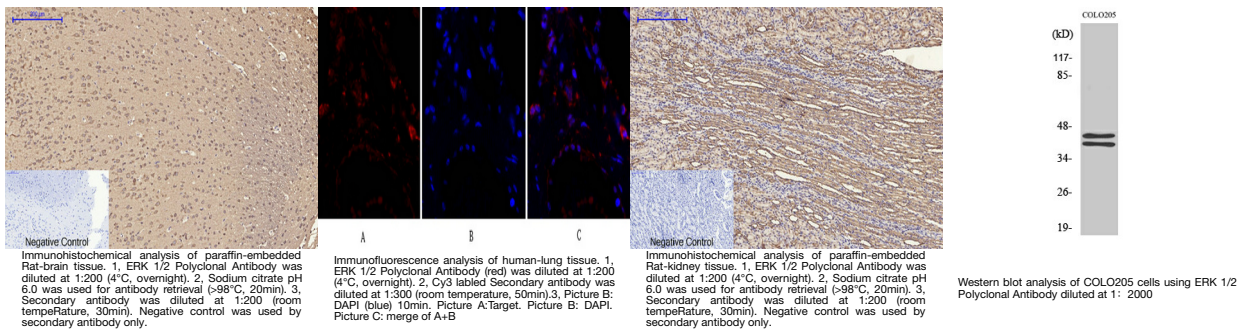 Negative Control
Immunohistochemical analysis of paraffin-embedded
Rat-brain tissue. 1, ERK 1/2 Polyclonal Antibody was
diluted at 1:200 (4°C, overnight). 2, Sodium citrate pH
6.0 was used for antibody retrieval (>98°C, 20min). 3,
Secondary antibody was diluted at 1:200 (room
tempeRature, 30min). Negative control was used by
secondary antibody only.
A
B
C
Immunofluorescence analysis of human-lung tissue. 1,
ERK 1/2 Polyclonal Antibody (red) was diluted at 1:200
(4°C, overnight). 2, Cy3 labled Secondary antibody was
diluted at 1:300 (room temperature, 50min).3, Picture B:
DAPI (blue) 10min. Picture A:Target. Picture B: DAPI.
Picture C: merge of A+B
Negative Control
Immunohistochemical analysis of paraffin-embedded
Rat-kidney tissue. 1, ERK 1/2 Polyclonal Antibody was
diluted at 1:200 (4°C, overnight). 2, Sodium citrate pH
6.0 was used for antibody retrieval (>98°C, 20min). 3,
Secondary antibody was diluted at 1:200 (room
tempeRature, 30min). Negative control was used by
secondary antibody only.
COLO205
(kD)
117-
85-
48-
34-
26-
19-
Western blot analysis of COLO205 cells using ERK 1/2
Polyclonal Antibody diluted at 1： 2000